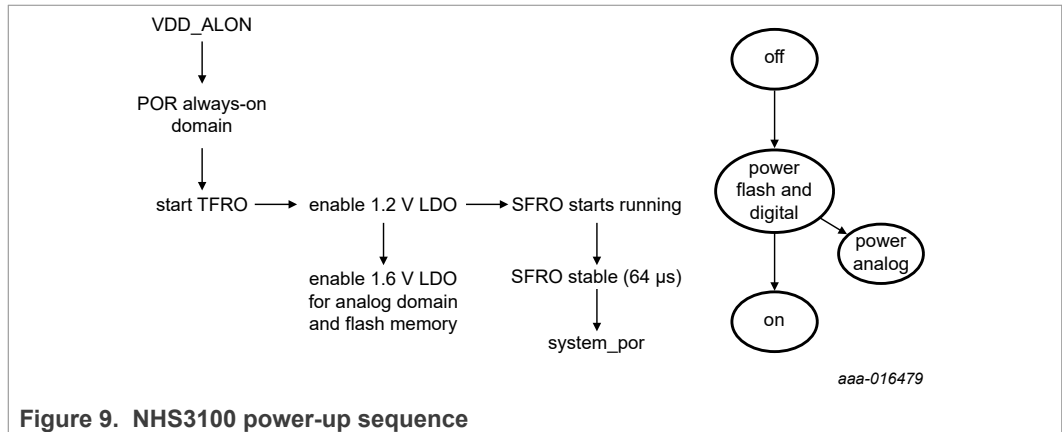 VDD_ALON
POR always-on
domain
start TFRO
enable 1.2 V LDO
SFRO starts running
enable 1.6 V LDO
for analog domain
and flash memory
SFRO stable (64 µs)
system_por
off
power
flash and
digital
power
analog
on
aaa-016479
Figure 9. NHS3100 power-up sequence